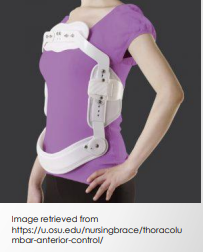 Image retrieved from
https://u.osu.edu/nursingbrace/thoracolu
mbar-anterior-control/